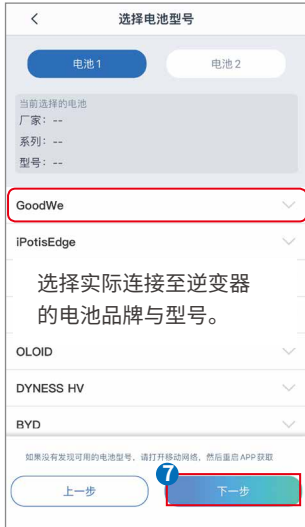 选择电池型号
电池1 电池2
当前选择的电池
厂家：--
系列：--
型号：--
GoodWe
iPotisEdge
选择实际连接至逆变器
的电池品牌与型号。
OLOID
DYNESS HV
BYD
如果没有发现可用的电池型号，请打开移动网络，然后重启APP获取
7
上一步 下一步